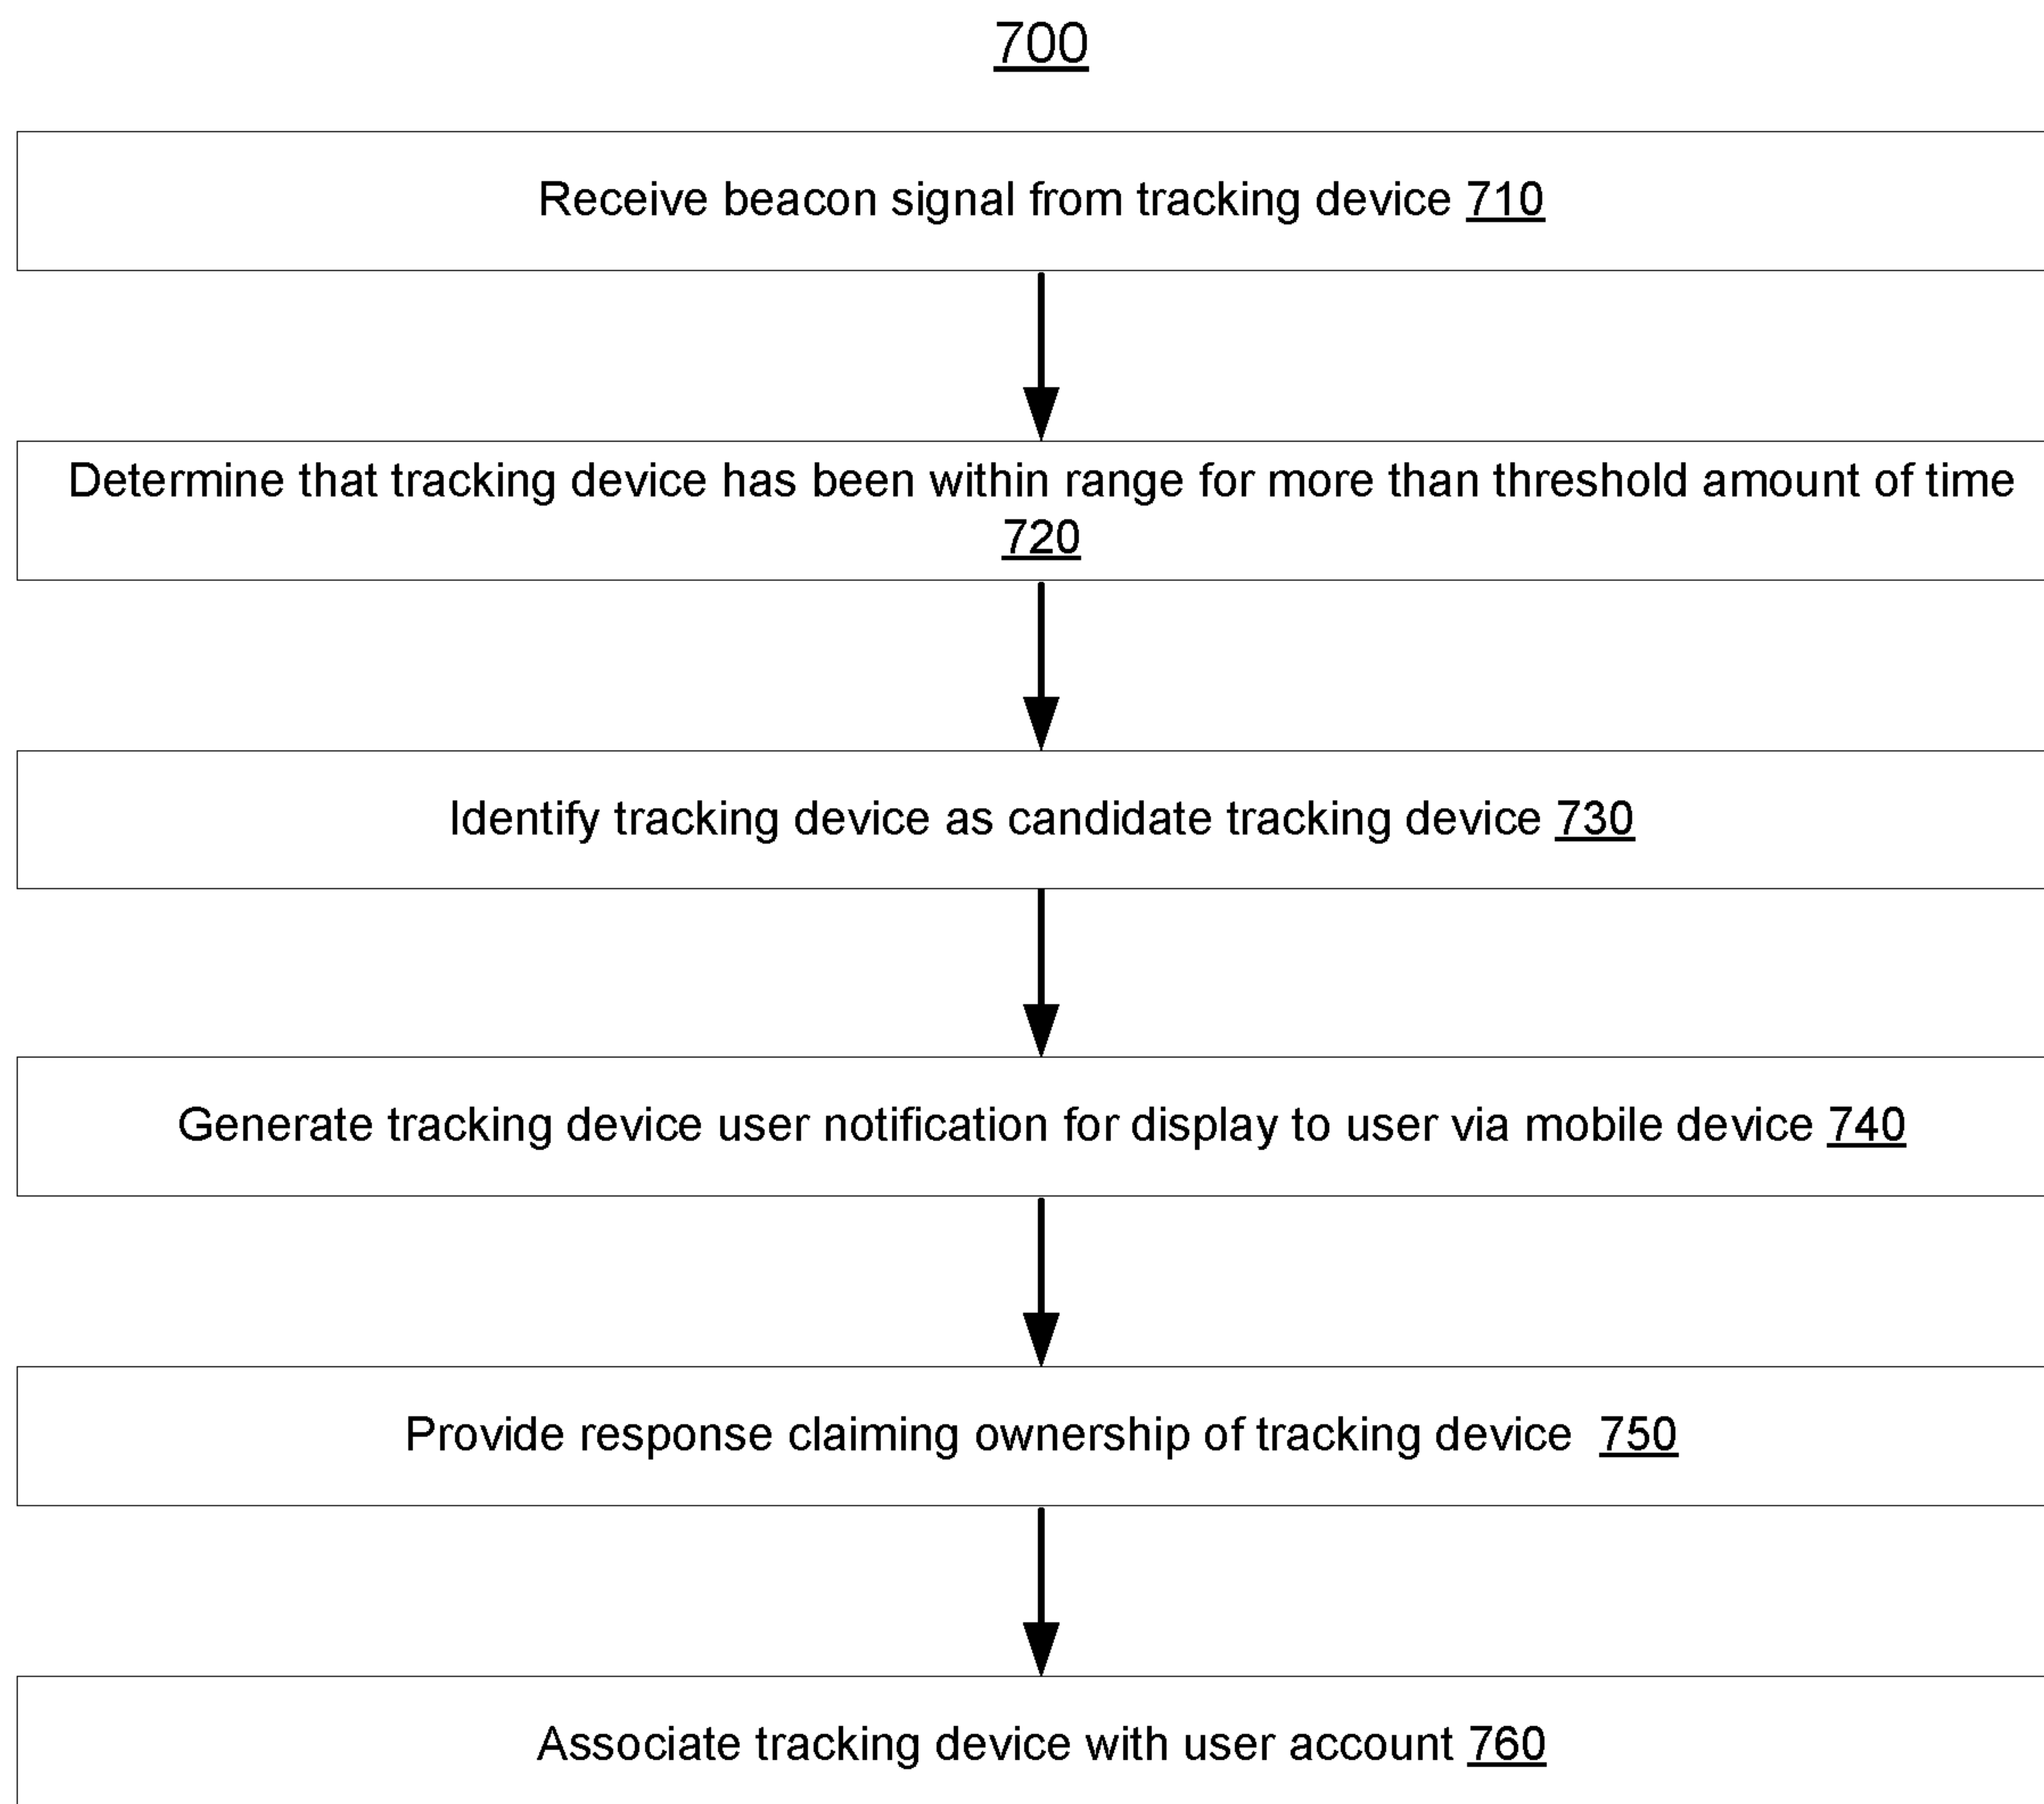 700
Receive beacon signal from tracking device 710
Determine that tracking device has been within range for more than threshold amount of time
720
Identify tracking device as candidate tracking device 730
Generate tracking device user notification for display to user via mobile device 740
Provide response claiming ownership of tracking device 750
Associate tracking device with user account 760